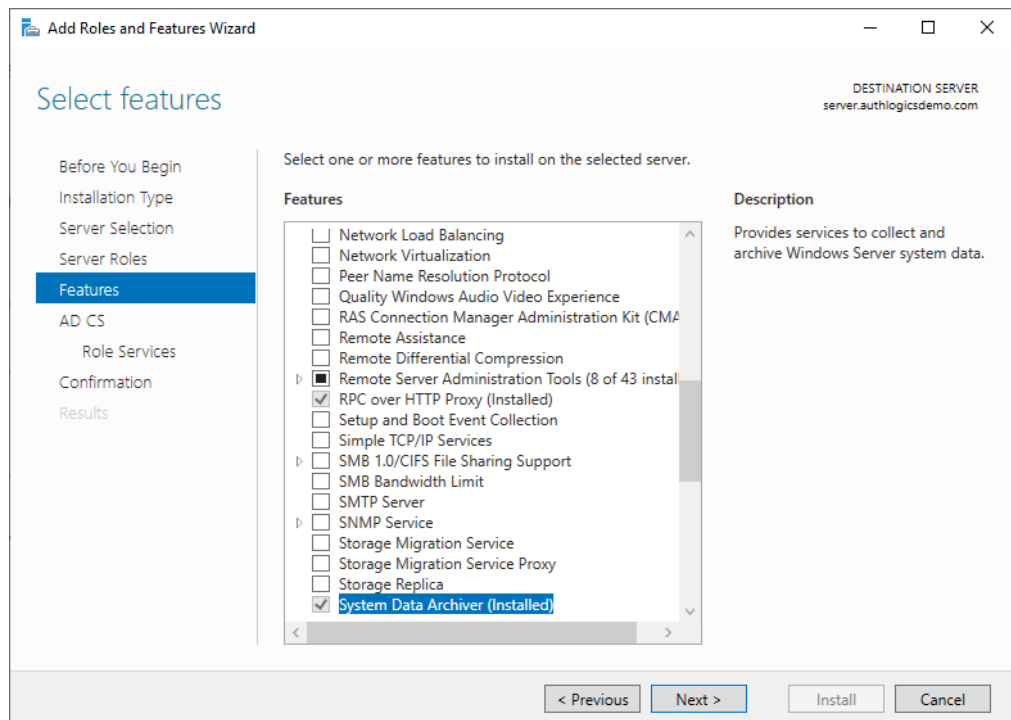 Add Roles and Features Wizard
Select features
DESTINATION SERVER
server.authlogicsdemo.com
Before You Begin
Installation Type
Server Selection
Server Roles
Features
AD CS
Role Services
Confirmation
Results
Select one or more features to install on the selected server.
Features
Network Load Balancing
Network Virtualization
Peer Name Resolution Protocol
Quality Windows Audio Video Experience
RAS Connection Manager Administration Kit (CMA
Remote Assistance
Remote Differential Compression
Remote Server Administration Tools (8 of 43 instal
RPC over HTTP Proxy (Installed)
Setup and Boot Event Collection
Simple TCP/IP Services
SMB 1.0/CIFS File Sharing Support
SMB Bandwidth Limit
SMTP Server
SNMP Service
Storage Migration Service
Storage Migration Service Proxy
Storage Replica
System Data Archiver (Installed)
Description
Provides services to collect and
archive Windows Server system data.
< Previous
Next >
Install
Cancel